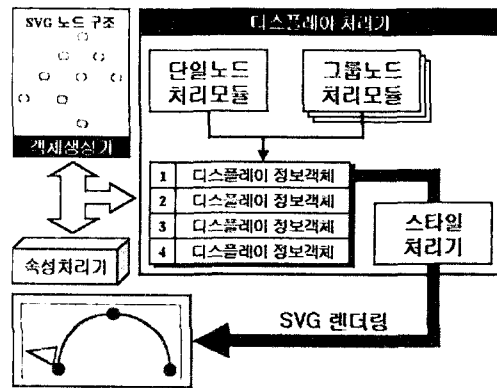 SVG 노드 구조
객체생성기
속성처리기
디스플레이 처리기
단일노드
처리모듈
그룹노드
처리모듈
1 디스플레이 정보객체
2 디스플레이 정보객체
3 디스플레이 정보객체
4 디스플레이 정보객체
스타일
처리기
SVG 렌더링